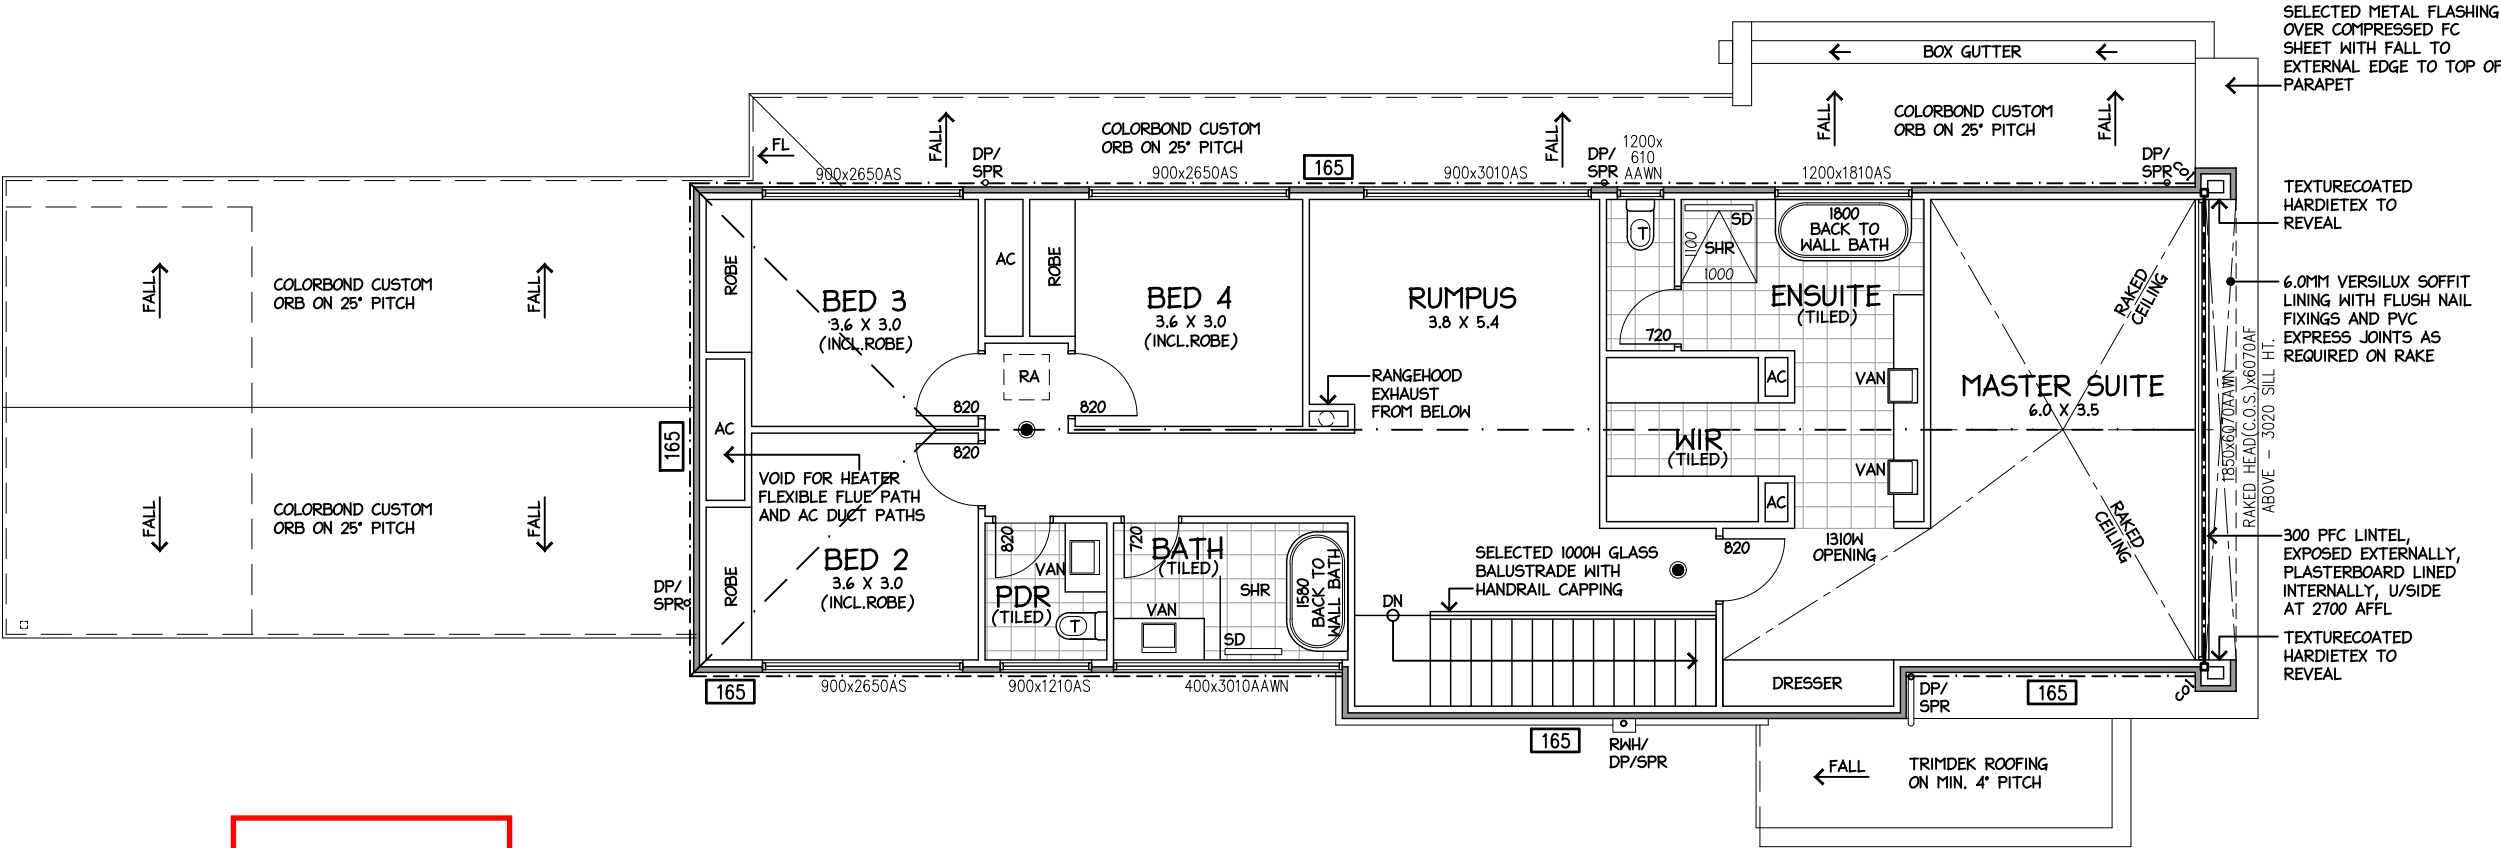 SELECTED METAL FLASHING
OVER COMPRESSED FC
SHEET WITH FALL TO
EXTERNAL EDGE TO TOP OF
PARAPET
BOX GUTTER
COLORBOND CUSTOM
ORB ON 25° PITCH
FALL
FALL
COLORBOND CUSTOM
ORB ON 25° PITCH
FALL
FALL
FL
DP/
SPR
165
DP/
SPR
1200x
610
AAWN
DP/
SPR
COL
900x2650AS
900x2650AS
900x3010AS
1200x1810AS
TEXTURECOATED
HARDIETEX TO
REVEAL
6.0MM VERSILUX SOFFIT
LINING WITH FLUSH NAIL
FIXINGS AND PVC
EXPRESS JOINTS AS
REQUIRED ON RAKE
FALL
COLORBOND CUSTOM
ORB ON 25° PITCH
FALL
FALL
COLORBOND CUSTOM
ORB ON 25° PITCH
FALL
ROBE
BED 3
3.6 X 3.0
(INCL.ROBE)
AC
ROBE
BED 4
3.6 X 3.0
(INCL.ROBE)
RUMPUS
3.8 X 5.4
T
1100
SD
SHR
1000
1800
BACK TO
WALL BATH
ENSUITE
(TILED)
720
RAKED
CEILING
RA
820
820
820
RANGEHOOD
EXHAUST
FROM BELOW
AC
VAN
MASTER SUITE
6.0 X 3.5
WIR
(TILED)
VAN
AC
1850x6070AAWN
RAKED HEAD(C.O.S.)x6070AF
ABOVE - 3020 SILL HT.
165
AC
VOID FOR HEATER
FLEXIBLE FLUE PATH
AND AC DUCT PATHS
BED 2
3.6 X 3.0
(INCL.ROBE)
ROBE
DP/
SPR
820
VAN
PDR
(TILED)
T
720
BATH
(TILED)
VAN
SHR
SD
1580
BACK TO
WALL BATH
SELECTED 1000H GLASS
BALUSTRADE WITH
HANDRAIL CAPPING
DN
820
1310W
OPENING
RAKED
CEILING
300 PFC LINTEL,
EXPOSED EXTERNALLY,
PLASTERBOARD LINED
INTERNALLY, U/SIDE
AT 2700 AFFL
TEXTURECOATED
HARDIETEX TO
REVEAL
DRESSER
165
900x2650AS
900x1210AS
400x3010AAWN
DP/
SPR
165
COL
165
RWH/
DP/SPR
FALL
TRIMDEK ROOFING
ON MIN. 4° PITCH